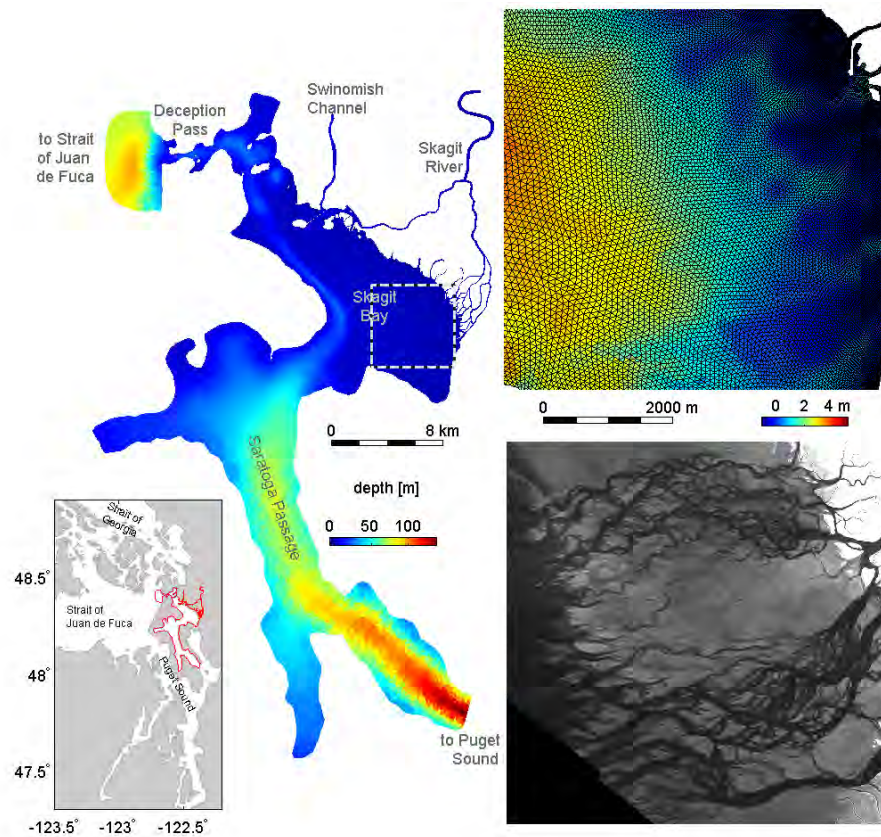 Swinomish
Channel
Deception
Pass
to Strait
of Juan
de Fuca
Skagit
River
Skagit
Bay
0 8 km
Saratoga Passage
depth [m]
0 50 100
to Puget
Sound
0 2000 m
0 2 4 m
Strait of
Georgia
48.5°
Strait of
Juan de Fuca
48°
Puget Sound
47.5°
-123.5° -123° -122.5°